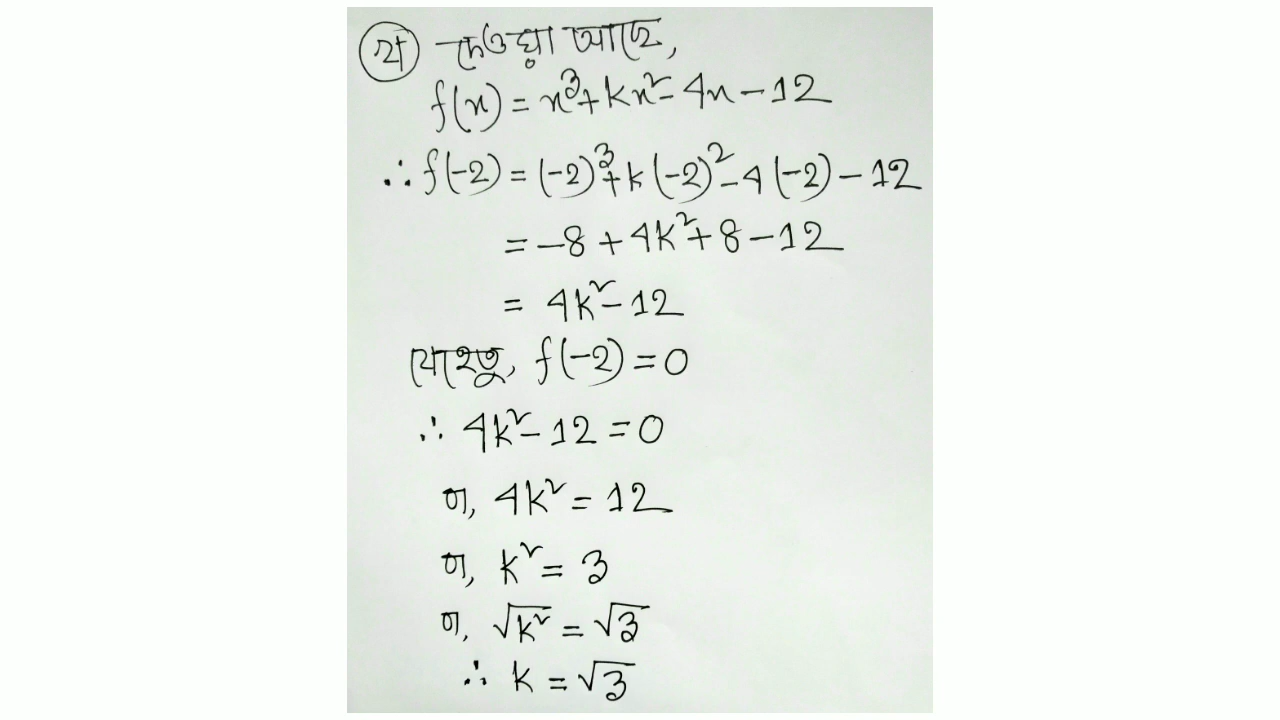 খ দেওয়া আছে,
f(x) = x³ + kx² - 4x - 12
∴ f(-2) = (-2)³ + k(-2)² - 4(-2) - 12
= -8 + 4k² + 8 - 12
= 4k² - 12
যেহেতু, f(-2) = 0
∴ 4k² - 12 = 0
বা, 4k² = 12
বা, k² = 3
বা, √k² = √3
∴ k = √3